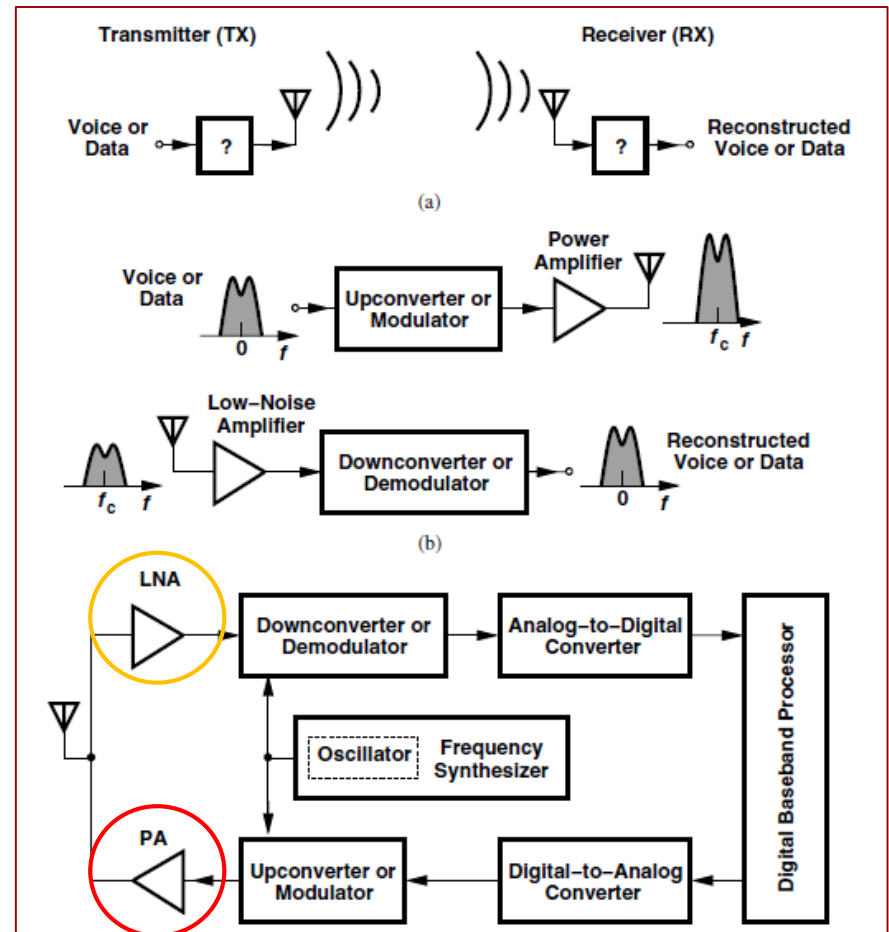 Transmitter (TX)
Receiver (RX)
Voice or
Data
?
?
Reconstructed
Voice or Data
(a)
Voice or
Data
0
f
Upconverter or
Modulator
Power
Amplifier
fc f
fc f
Low-Noise
Amplifier
Downconverter or
Demodulator
0
f
Reconstructed
Voice or Data
(b)
LNA
Downconverter or
Demodulator
Analog-to-Digital
Converter
Oscillator
Frequency
Synthesizer
Digital Baseband Processor
PA
Upconverter or
Modulator
Digital-to-Analog
Converter